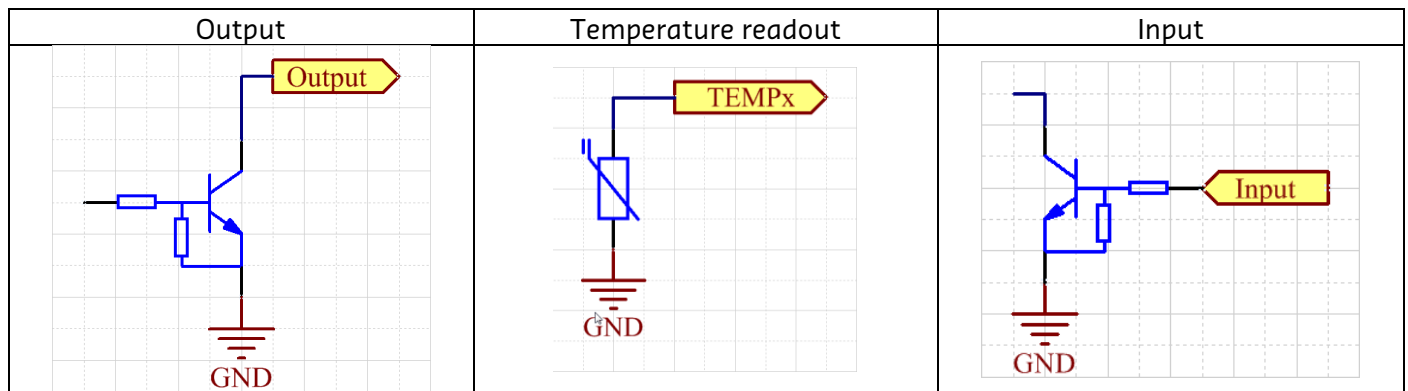 Output
Temperature readout
Input
Output
TEMPx
Input
GND
GND
GND